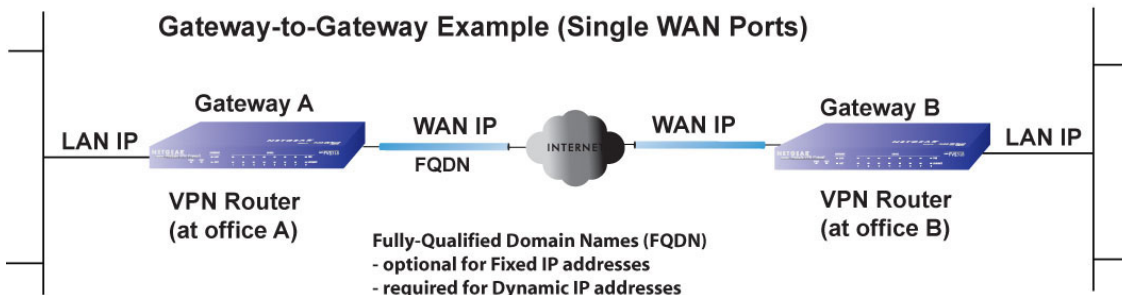 Gateway-to-Gateway Example (Single WAN Ports)
Gateway A
Gateway B
LAN IP
WAN IP
WAN IP
LAN IP
NETGEAR
INTERNET
NETGEAR
FQDN
VPN Router
(at office A)
VPN Router
(at office B)
Fully-Qualified Domain Names (FQDN)
- optional for Fixed IP addresses
- required for Dynamic IP addresses